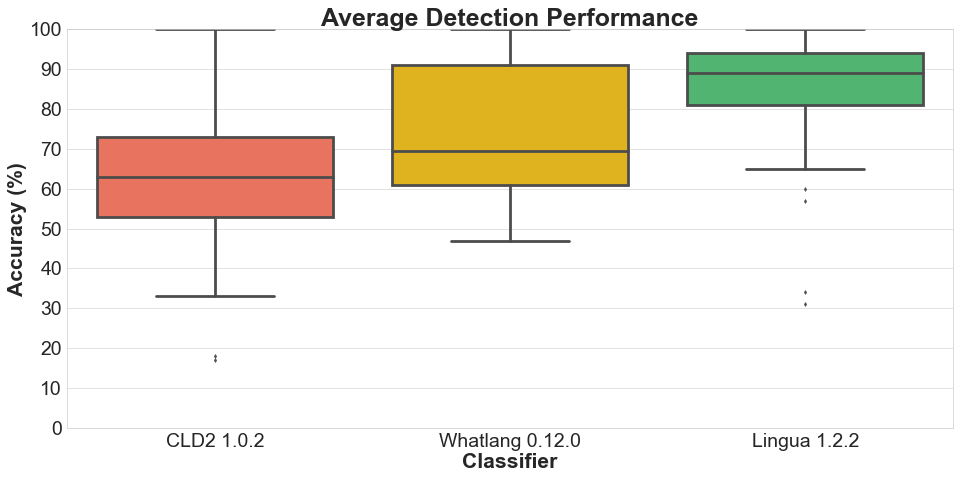 Average Detection Performance
Accuracy (%)
100
90
80
70
60
50
40
30
20
10
0
CLD2 1.0.2
Whatlang 0.12.0
Lingua 1.2.2
Classifier